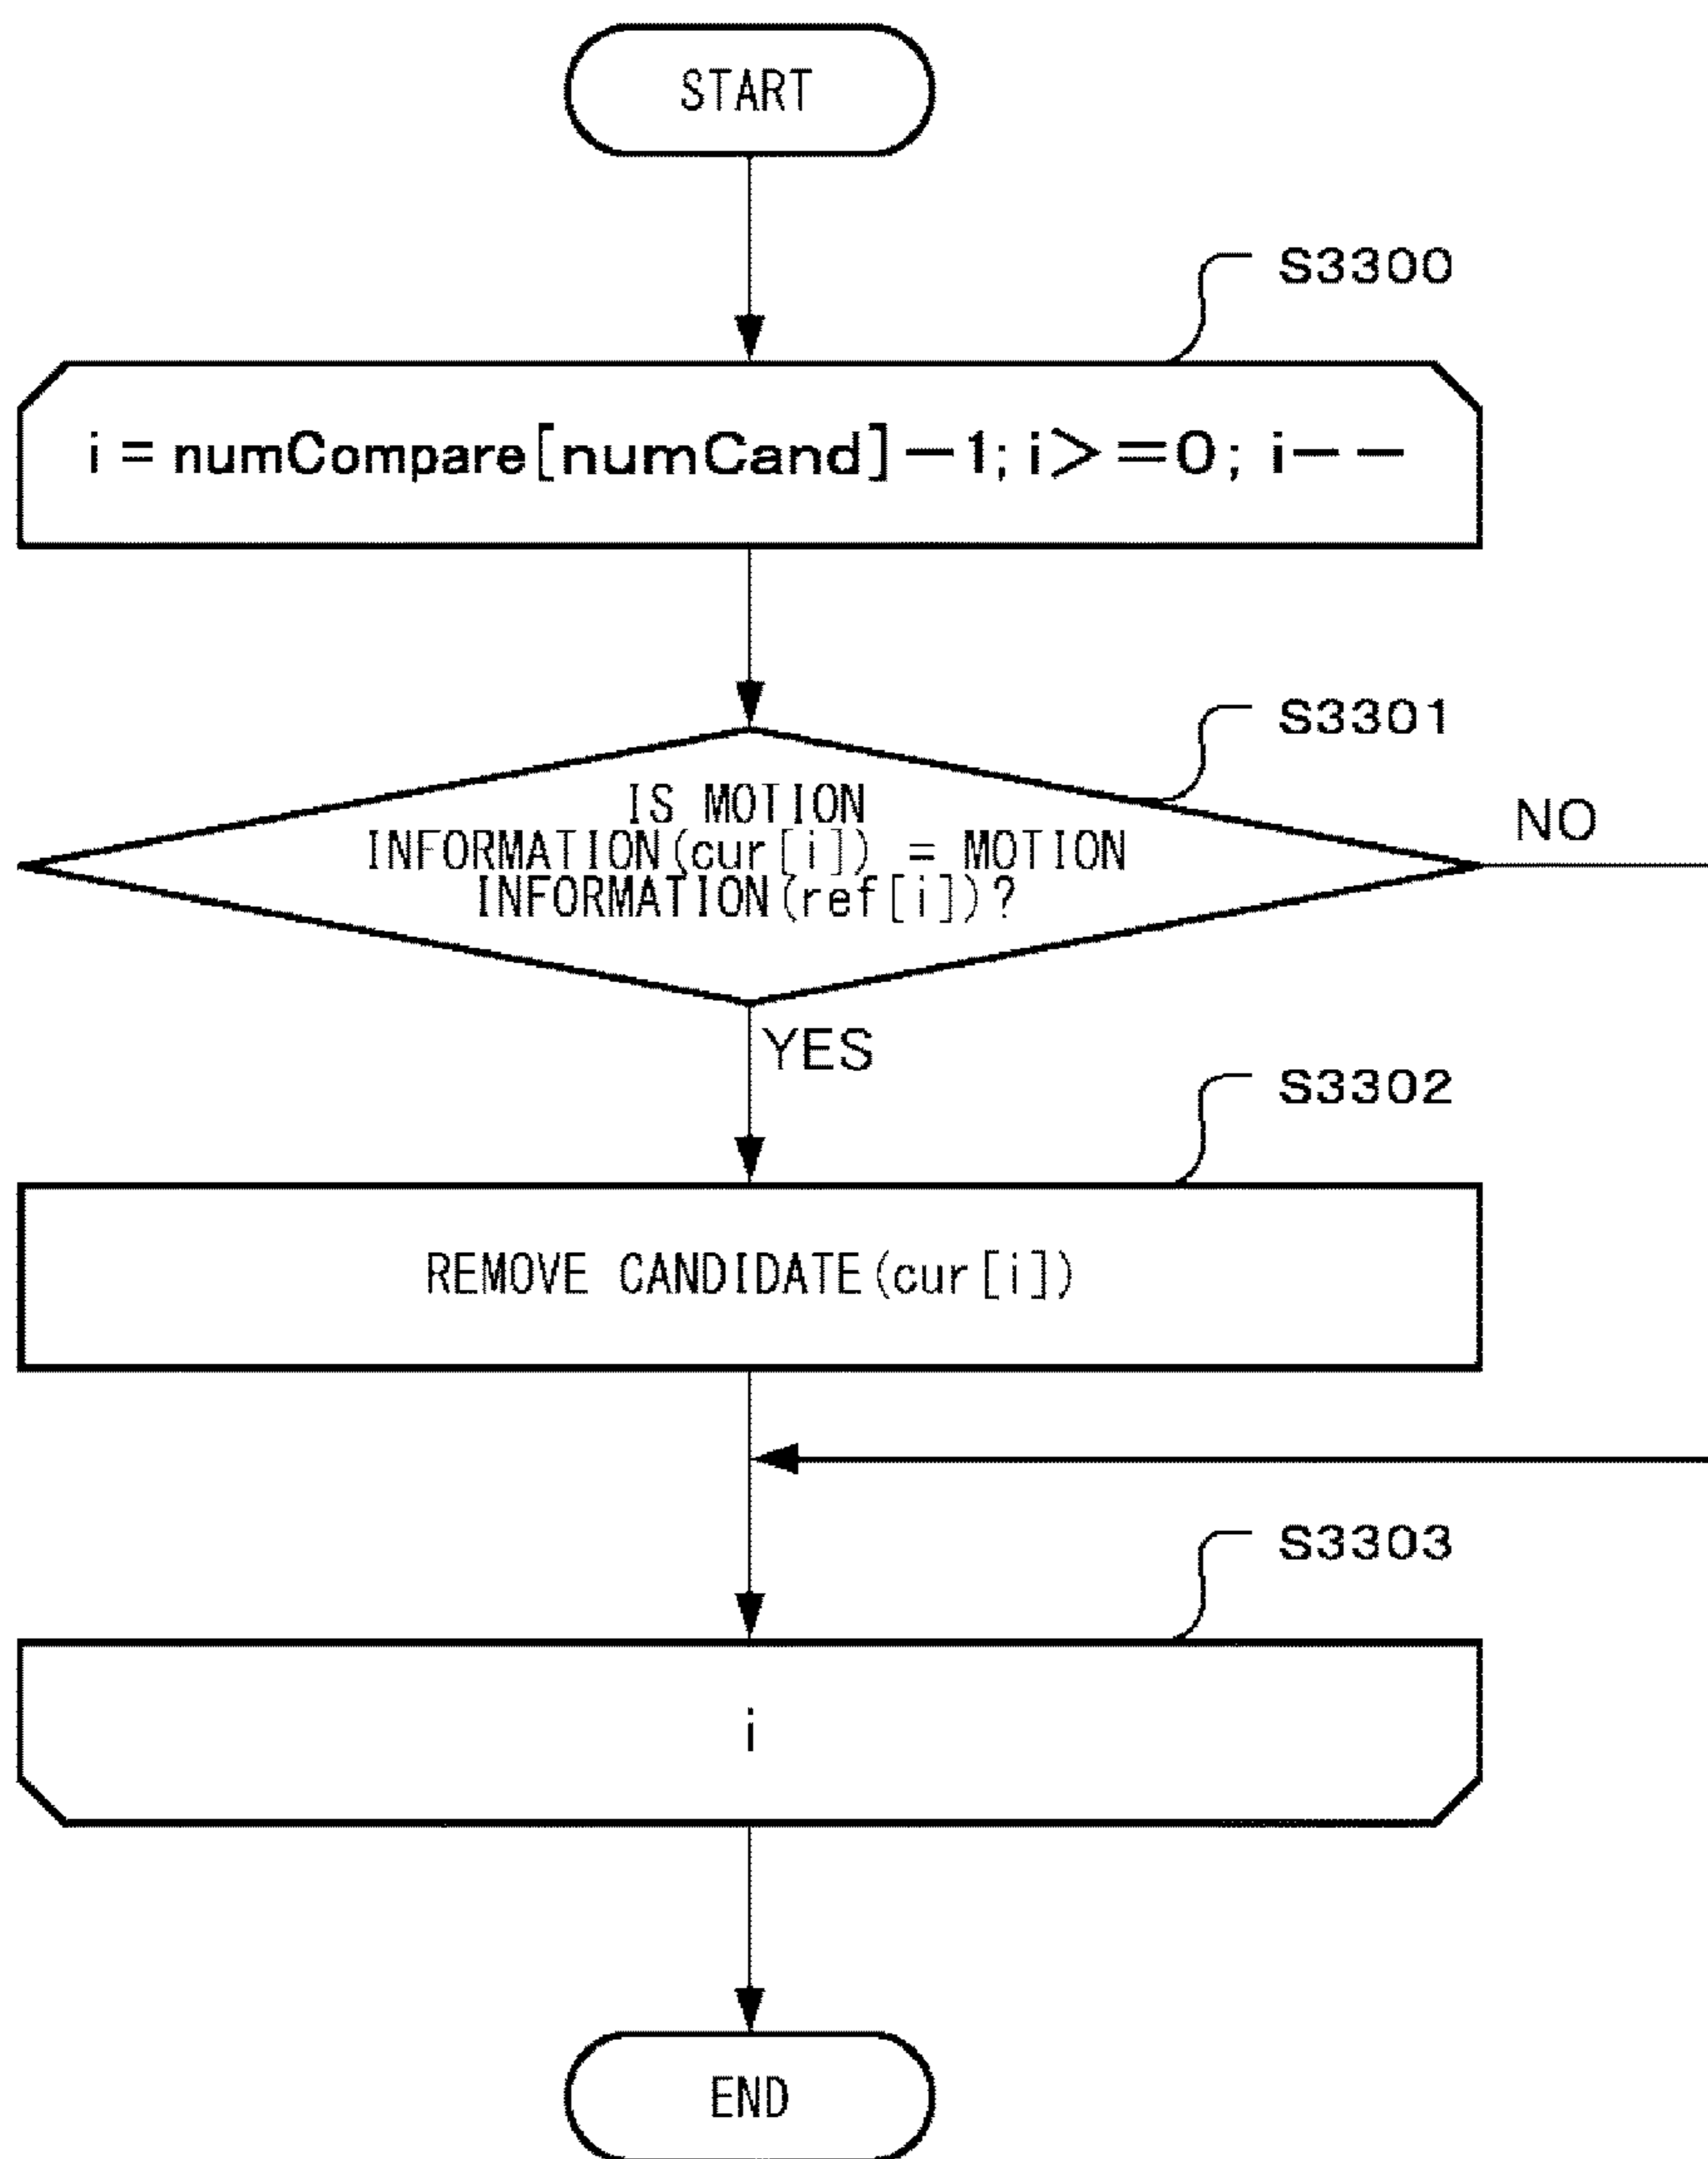 START
S3300
i = numCompare[numCand]-1; i>=0; i--
S3301
IS MOTION
INFORMATION(cur[i]) = MOTION
INFORMATION(ref[i])?
NO
YES
S3302
REMOVE CANDIDATE(cur[i])
S3303
i
END